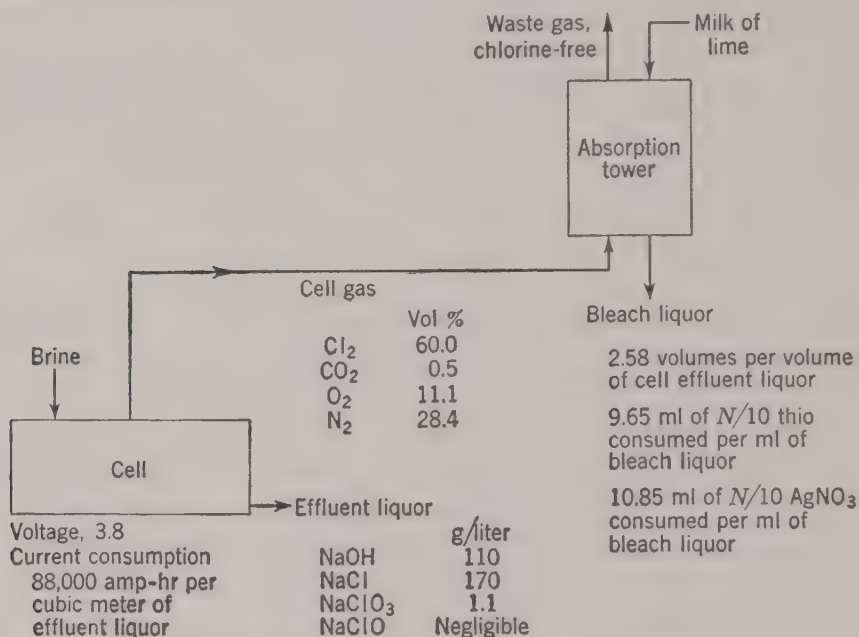 Waste gas,
chlorine-free
Milk of
lime
Absorption
tower
Cell gas
Vol %
Cl₂ 60.0
CO₂ 0.5
O₂ 11.1
N₂ 28.4
Bleach liquor
2.58 volumes per volume
of cell effluent liquor
9.65 ml of N/10 thio
consumed per ml of
bleach liquor
10.85 ml of N/10 AgNO₃
consumed per ml of
bleach liquor
Brine
Cell
Effluent liquor
Voltage, 3.8
Current consumption
88,000 amp-hr per
cubic meter of
effluent liquor
g/liter
NaOH 110
NaCl 170
NaClO₃ 1.1
NaClO Negligible